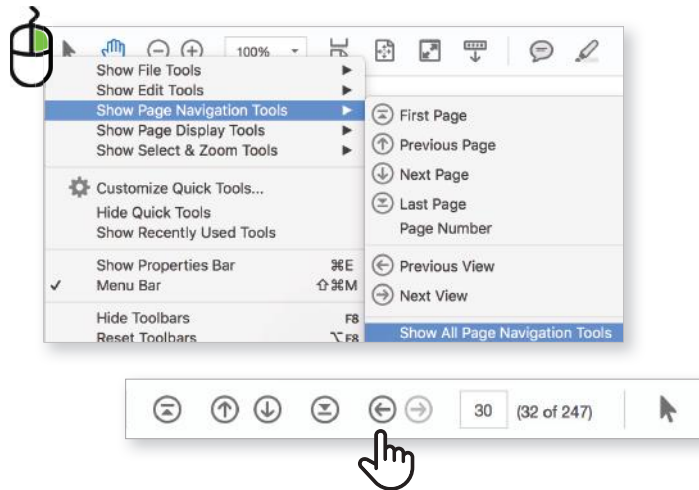 100%
Show File Tools
Show Edit Tools
Show Page Navigation Tools
Show Page Display Tools
Show Select & Zoom Tools
Customize Quick Tools...
Hide Quick Tools
Show Recently Used Tools
Show Properties Bar ⌘E
✓ Menu Bar ⇧⌘M
Hide Toolbars F8
Reset Toolbars ⌥F8
First Page
Previous Page
Next Page
Last Page
Page Number
Previous View
Next View
Show All Page Navigation Tools
30 (32 of 247)